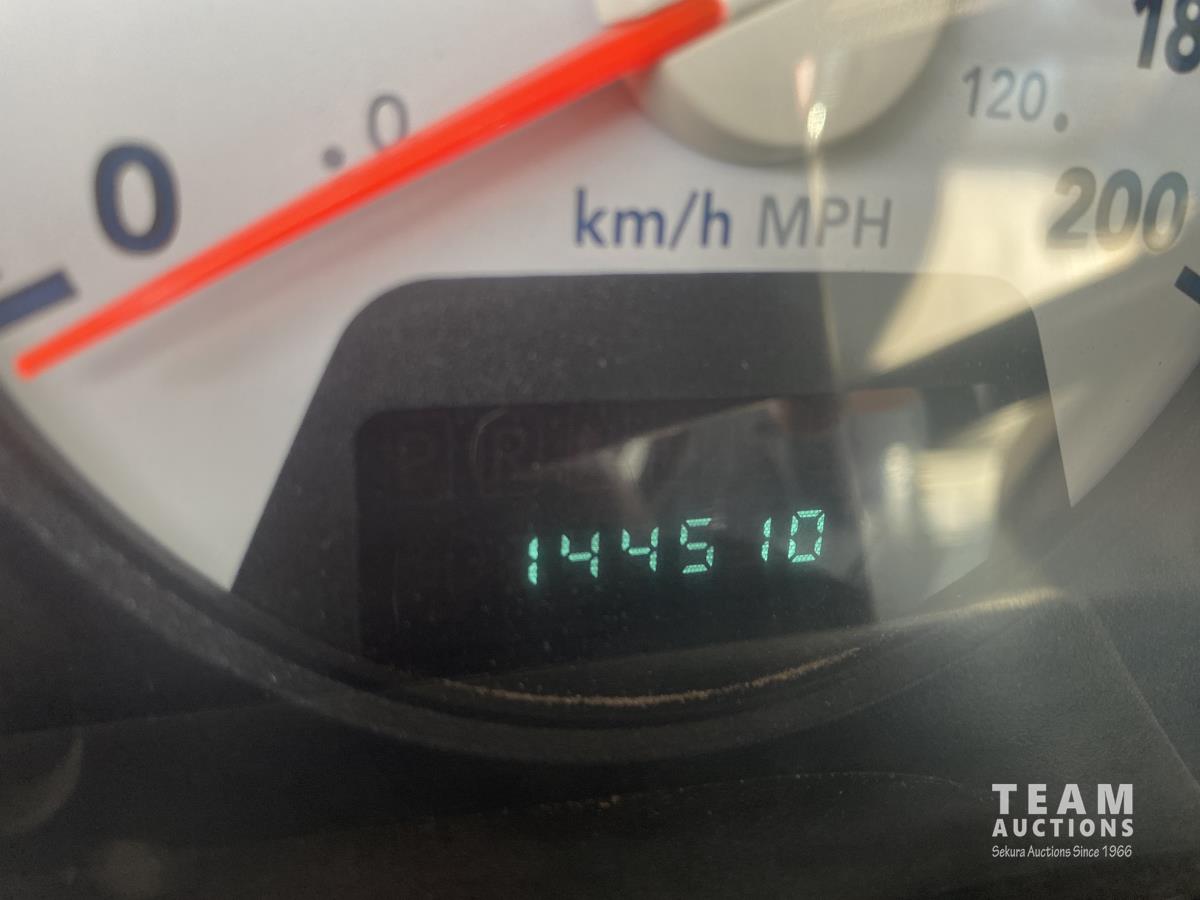 0
.0
120.
18
km/h MPH
200
P R
144510
TEAM
AUCTIONS
Sekura Auctions Since 1966